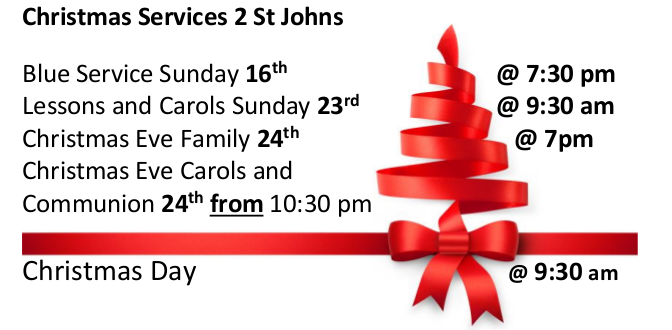 Christmas Services 2 St Johns
Blue Service Sunday 16th @ 7:30 pm
Lessons and Carols Sunday 23rd @ 9:30 am
Christmas Eve Family 24th @ 7pm
Christmas Eve Carols and
Communion 24th from 10:30 pm
Christmas Day @ 9:30 am